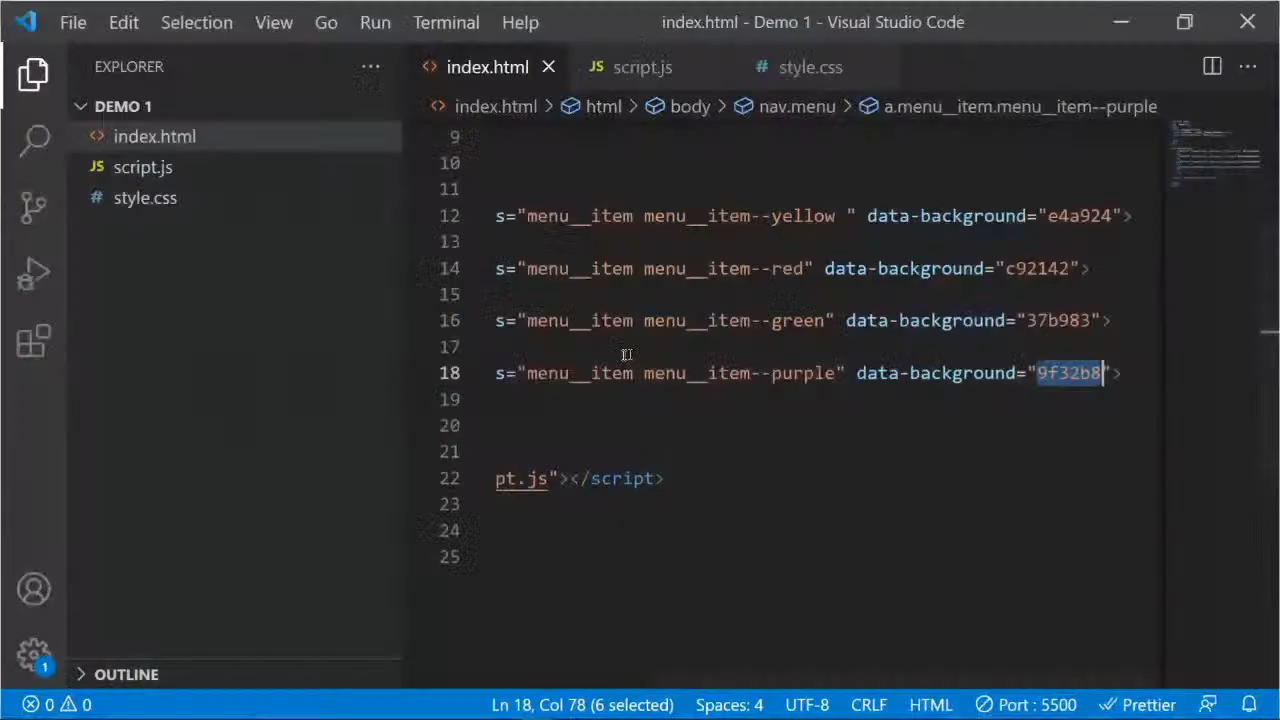 File Edit Selection View Go Run Terminal Help index.html - Demo 1 - Visual Studio Code
EXPLORER ...
DEMO 1
<> index.html
JS script.js
# style.css
OUTLINE
<> index.html × JS script.js # style.css ...
<> index.html > html > body > nav.menu > a.menu__item.menu__item--purple
9
10
11
12 s="menu__item menu__item--yellow " data-background="e4a924">
13
14 s="menu__item menu__item--red" data-background="c92142">
15
16 s="menu__item menu__item--green" data-background="37b983">
17
18 s="menu__item menu__item--purple" data-background="9f32b8">
19
20
21
22 pt.js"></script>
23
24
25
1
0 0 Ln 18, Col 78 (6 selected) Spaces: 4 UTF-8 CRLF HTML Port : 5500 Prettier